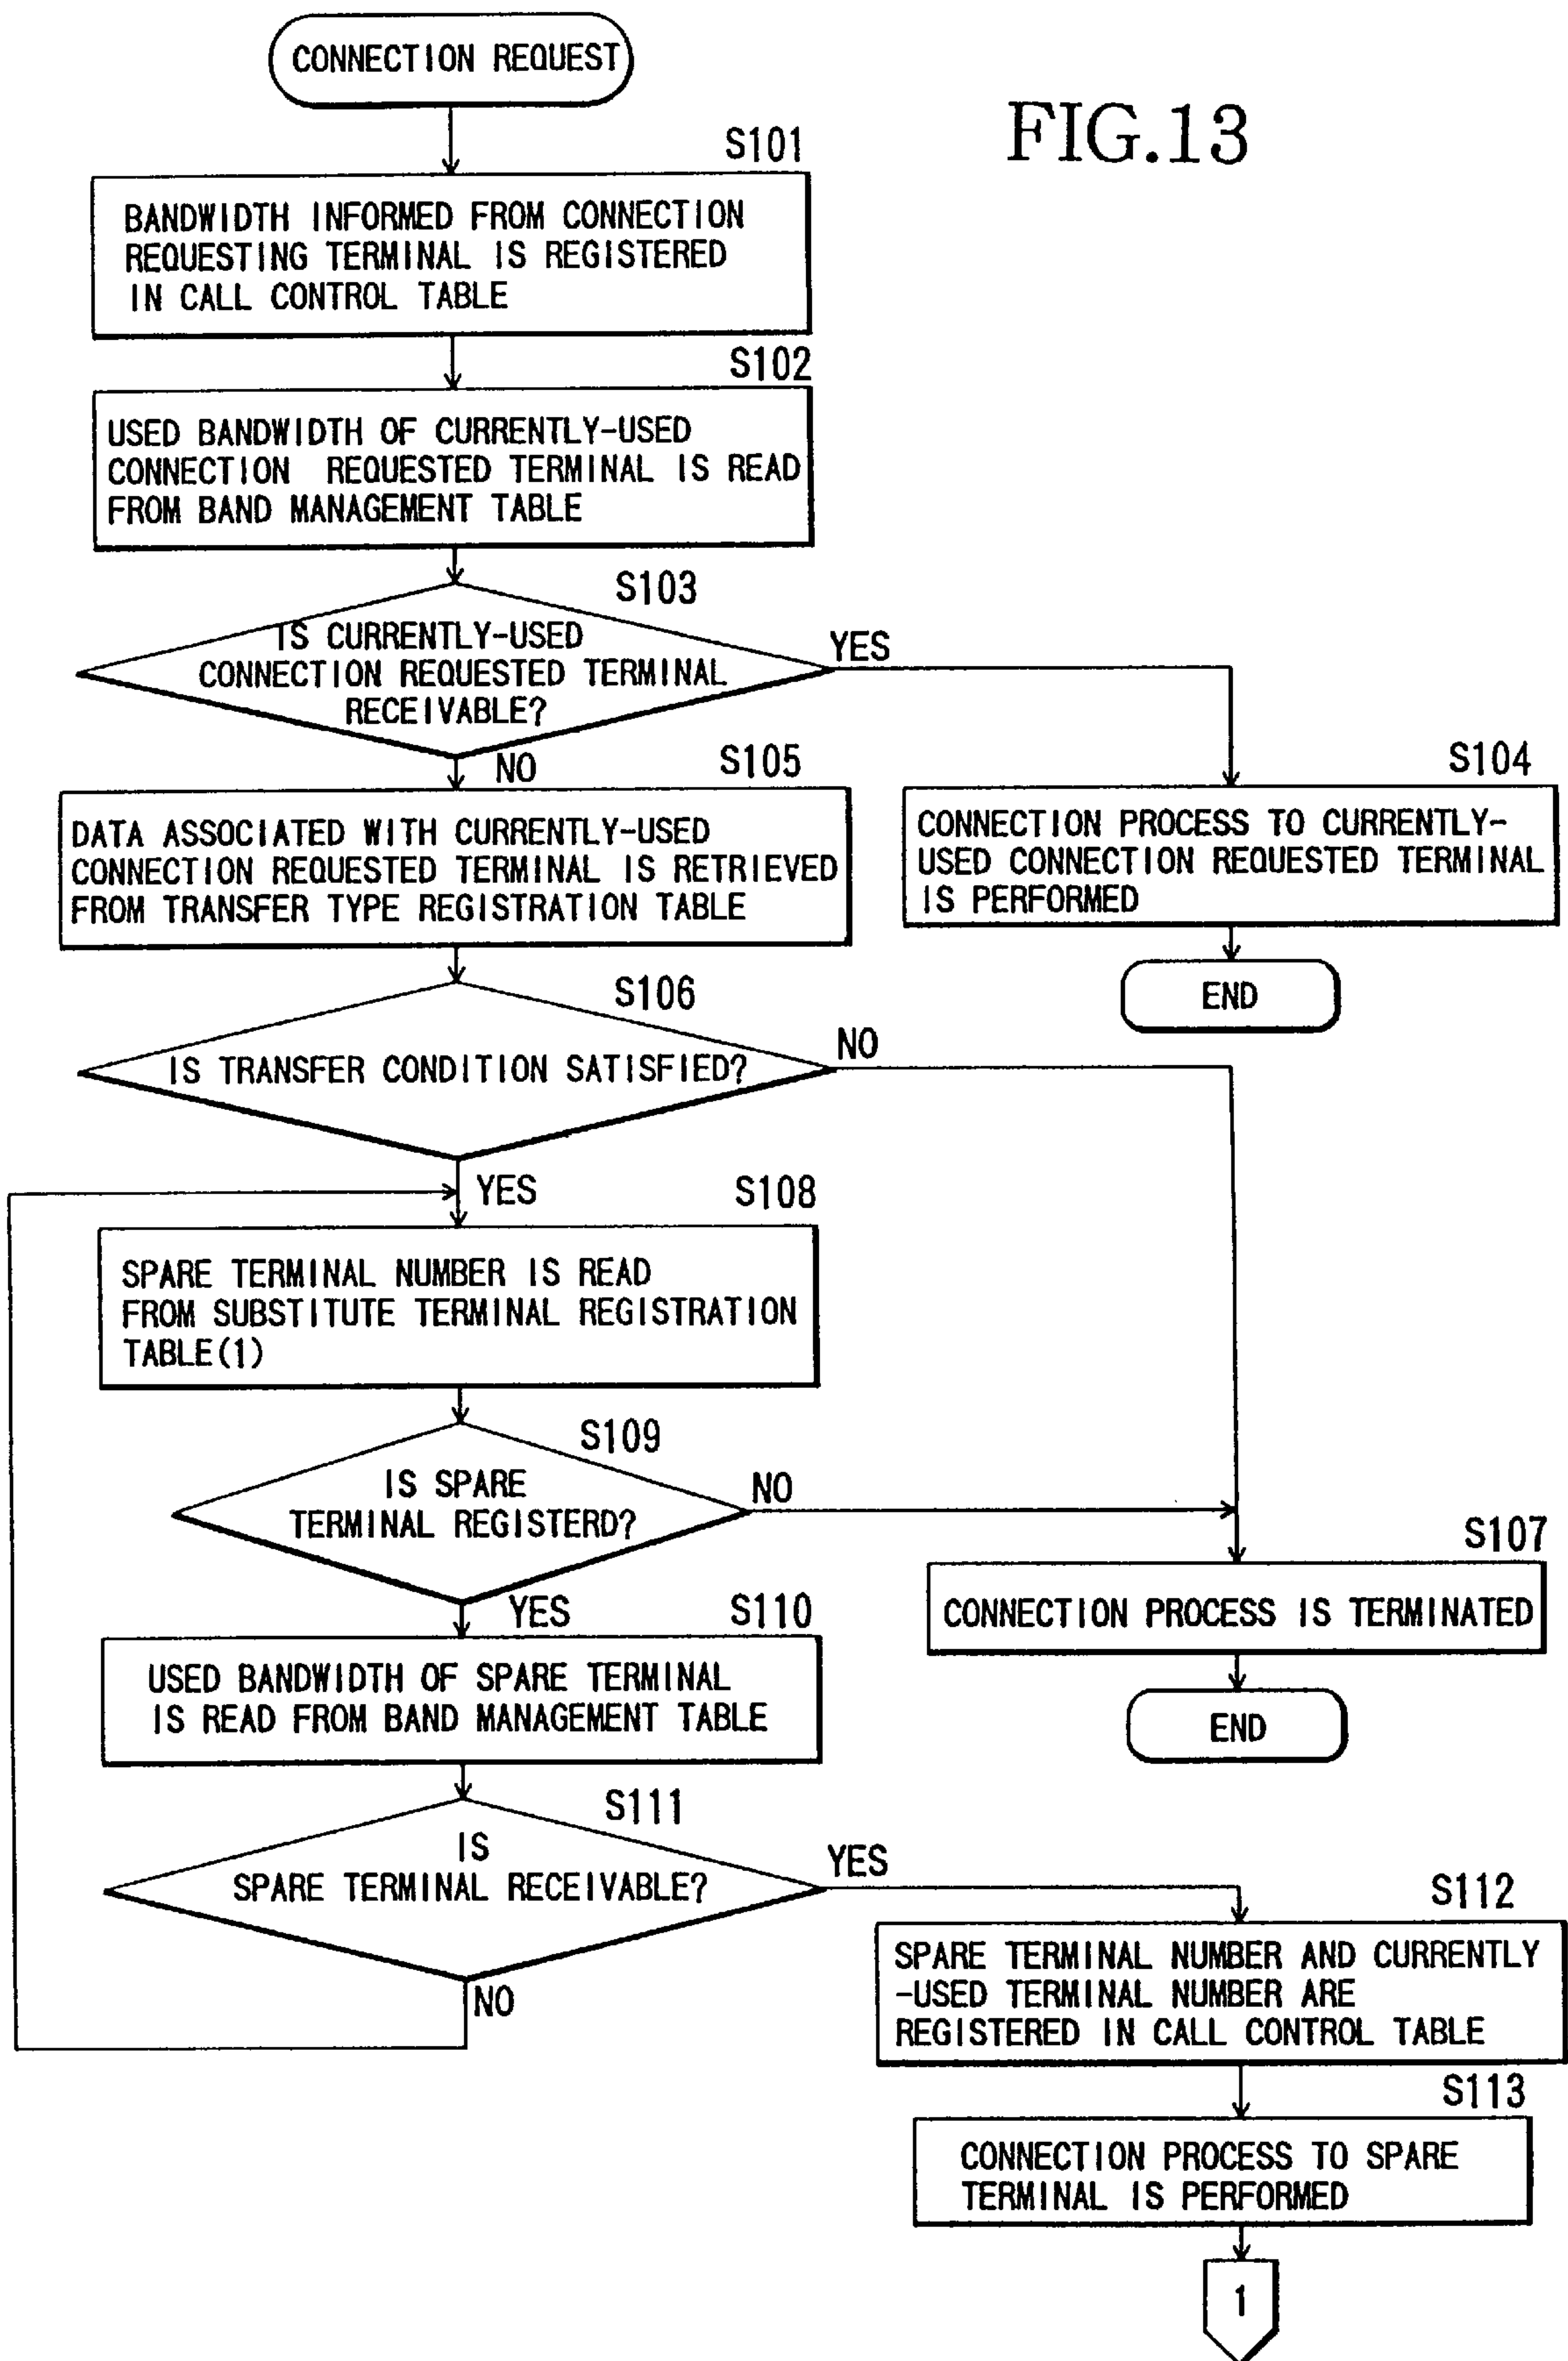 CONNECTION REQUEST
FIG.13
S101
BANDWIDTH INFORMED FROM CONNECTION
REQUESTING TERMINAL IS REGISTERED
IN CALL CONTROL TABLE
S102
USED BANDWIDTH OF CURRENTLY-USED
CONNECTION REQUESTED TERMINAL IS READ
FROM BAND MANAGEMENT TABLE
S103
IS CURRENTLY-USED
CONNECTION REQUESTED TERMINAL
RECEIVABLE?
YES
NO
S105
DATA ASSOCIATED WITH CURRENTLY-USED
CONNECTION REQUESTED TERMINAL IS RETRIEVED
FROM TRANSFER TYPE REGISTRATION TABLE
S104
CONNECTION PROCESS TO CURRENTLY-
USED CONNECTION REQUESTED TERMINAL
IS PERFORMED
END
S106
IS TRANSFER CONDITION SATISFIED?
NO
YES
S108
SPARE TERMINAL NUMBER IS READ
FROM SUBSTITUTE TERMINAL REGISTRATION
TABLE(1)
S109
IS SPARE
TERMINAL REGISTERD?
NO
YES
S107
CONNECTION PROCESS IS TERMINATED
END
S110
USED BANDWIDTH OF SPARE TERMINAL
IS READ FROM BAND MANAGEMENT TABLE
S111
IS
SPARE TERMINAL RECEIVABLE?
YES
NO
S112
SPARE TERMINAL NUMBER AND CURRENTLY
-USED TERMINAL NUMBER ARE
REGISTERED IN CALL CONTROL TABLE
S113
CONNECTION PROCESS TO SPARE
TERMINAL IS PERFORMED
1